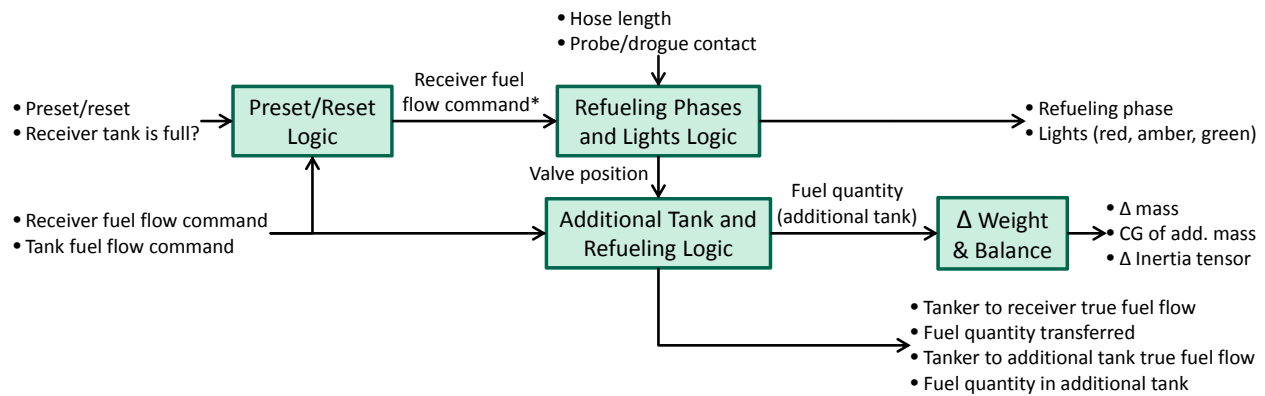 • Hose length
• Probe/drogue contact
Receiver fuel
flow command*
• Preset/reset
• Receiver tank is full?
Preset/Reset
Logic
Refueling Phases
and Lights Logic
• Refueling phase
• Lights (red, amber, green)
Valve position
Fuel quantity
(additional tank)
• Receiver fuel flow command
• Tank fuel flow command
Additional Tank and
Refueling Logic
Δ Weight
& Balance
• Δ mass
• CG of add. mass
• Δ Inertia tensor
• Tanker to receiver true fuel flow
• Fuel quantity transferred
• Tanker to additional tank true fuel flow
• Fuel quantity in additional tank